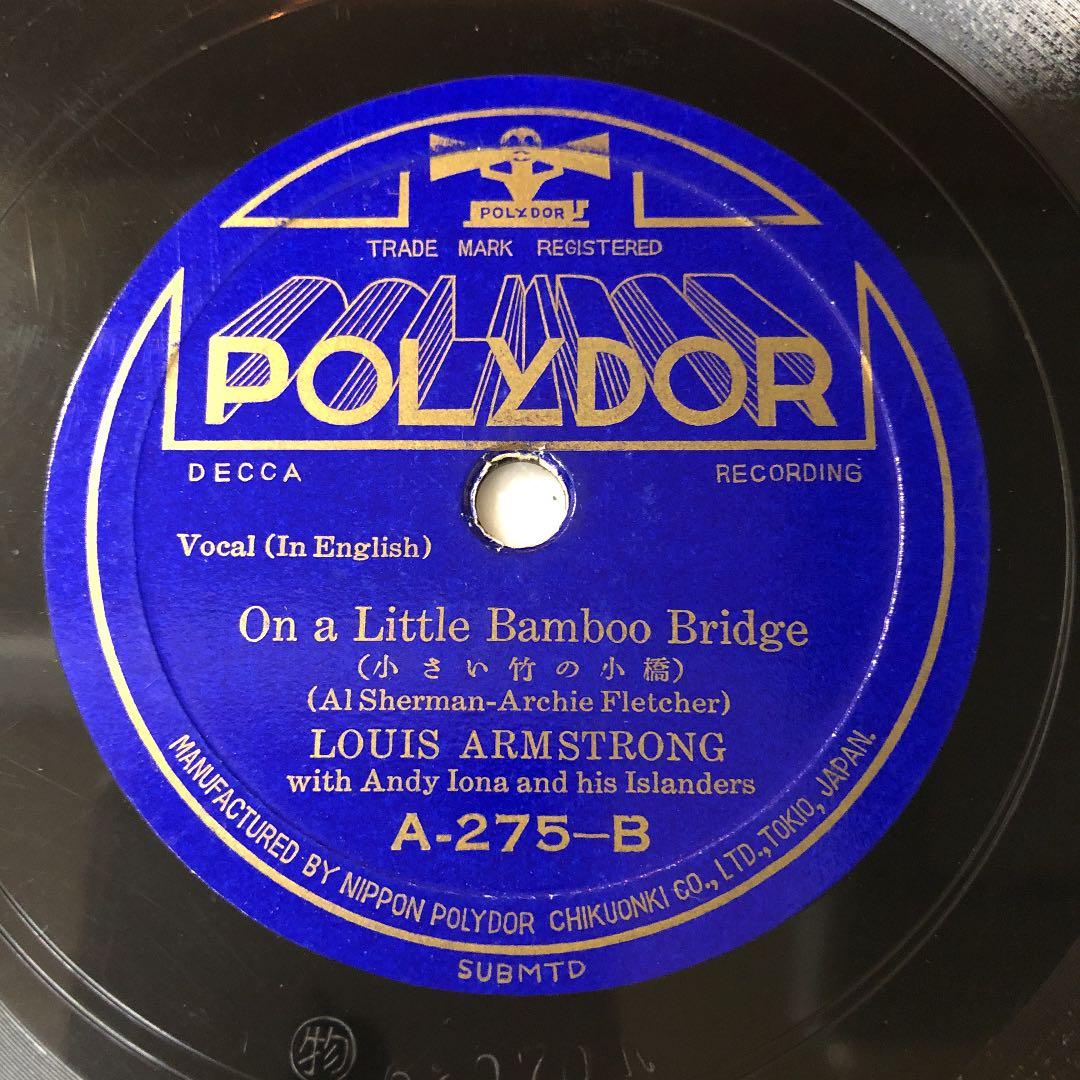 POLYDOR
TRADE MARK REGISTERED
POLYDOR
DECCA RECORDING
Vocal (In English)
On a Little Bamboo Bridge
(小さい竹の小橋)
(Al Sherman-Archie Fletcher)
LOUIS ARMSTRONG
with Andy Iona and his Islanders
A-275-B
MANUFACTURED BY NIPPON POLYDOR CHIKUONKI CO., LTD., TOKIO, JAPAN.
SUBMTD
物